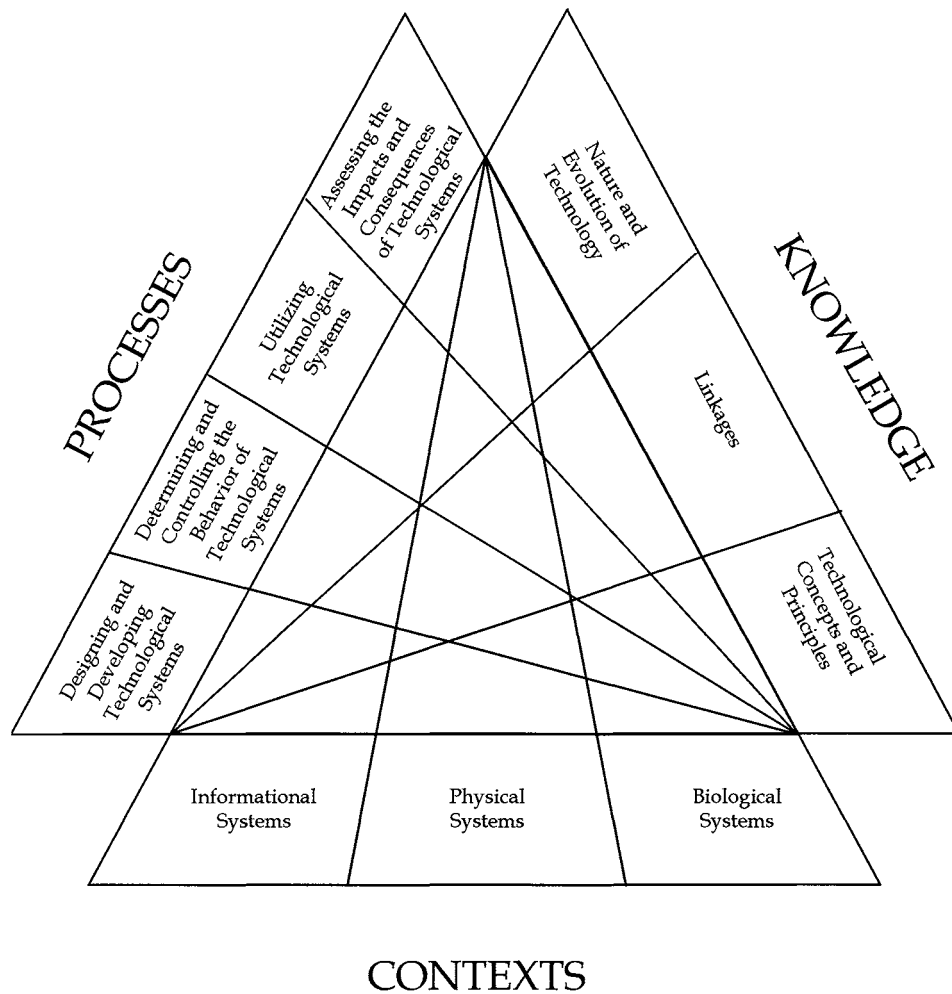 PROCESSES
Assessing the
Impacts and
Consequences
of Technological
Systems
Utilizing
Technological
Systems
Determining and
Controlling the
Behavior of
Technological
Systems
Designing and
Developing
Technological
Systems
KNOWLEDGE
Nature and
Evolution of
Technology
Linkages
Technological
Concepts and
Principles
Informational
Systems
Physical
Systems
Biological
Systems
CONTEXTS